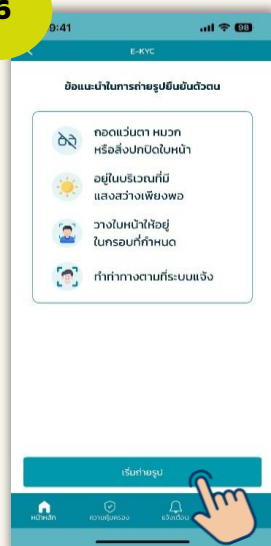 6
9:41
98
E-KYC
ข้อแนะนำในการถ่ายรูปยืนยันตัวตน
ถอดแว่นตา หมวก
หรือสิ่งปกปิดใบหน้า
อยู่ในบริเวณที่มี
แสงสว่างเพียงพอ
วางใบหน้าให้อยู่
ในกรอบที่กำหนด
ทำท่าทางตามที่ระบบแจ้ง
เริ่มถ่ายรูป
หน้าหลัก
ความคุ้มครอง
แจ้งเตือน